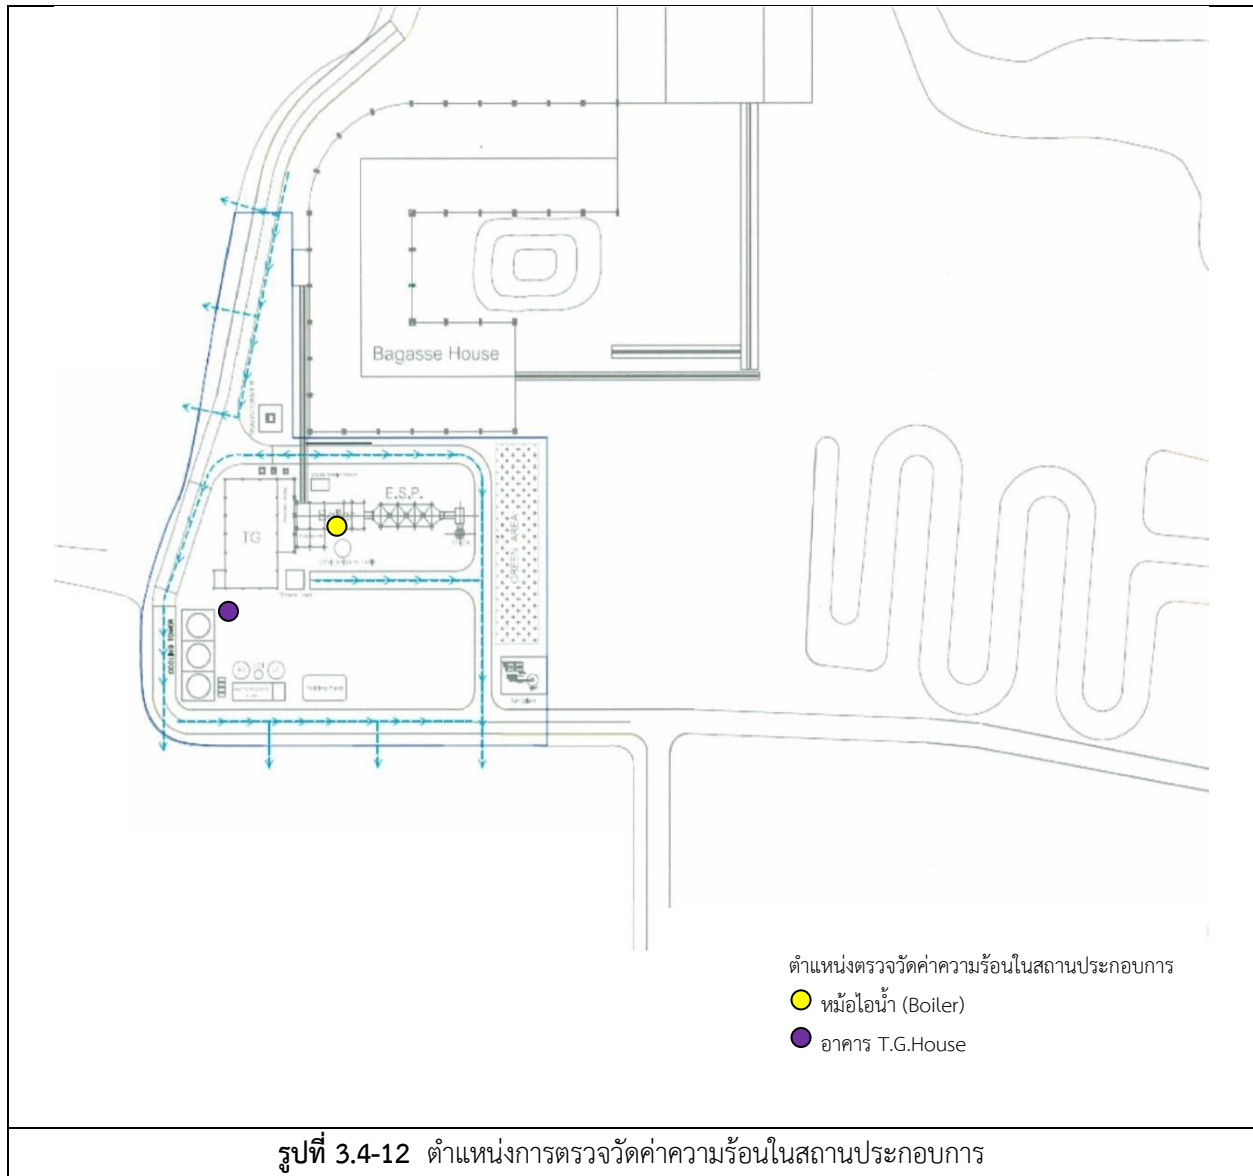 Bagasse House
E.S.P.
TG
GREEN AREA
COOLING TOWER
ตำแหน่งตรวจวัดค่าความร้อนในสถานประกอบการ
หม้อไอน้ำ (Boiler)
อาคาร T.G.House
รูปที่ 3.4-12 ตำแหน่งการตรวจวัดค่าความร้อนในสถานประกอบการ